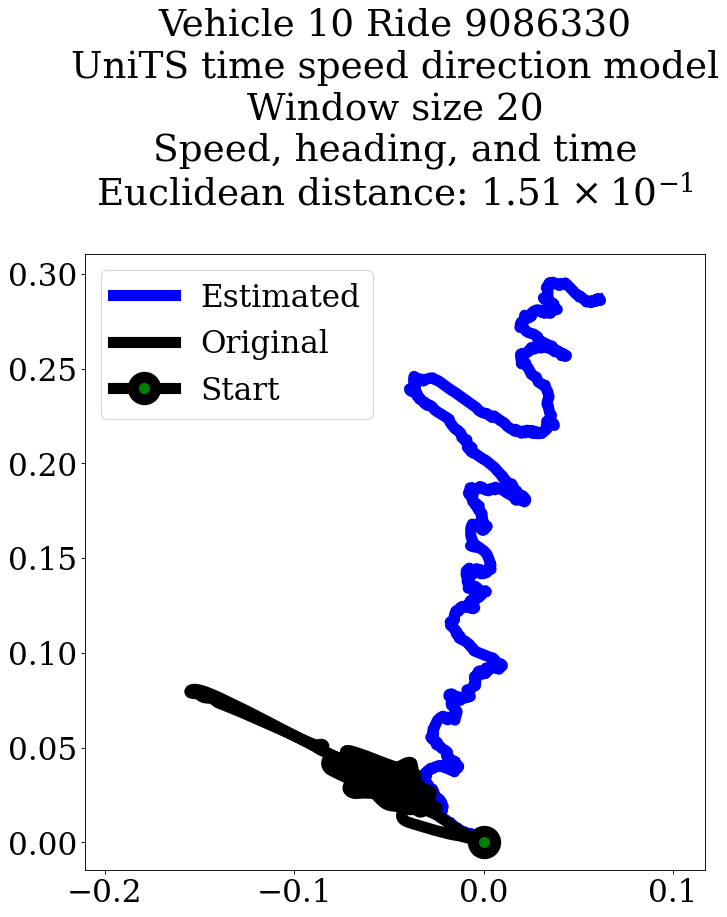 Vehicle 10 Ride 9086330
UniTS time speed direction model
Window size 20
Speed, heading, and time
Euclidean distance: 1.51 × 10⁻¹
0.30
Estimated
Original
Start
0.25
0.20
0.15
0.10
0.05
0.00
−0.2
−0.1
0.0
0.1